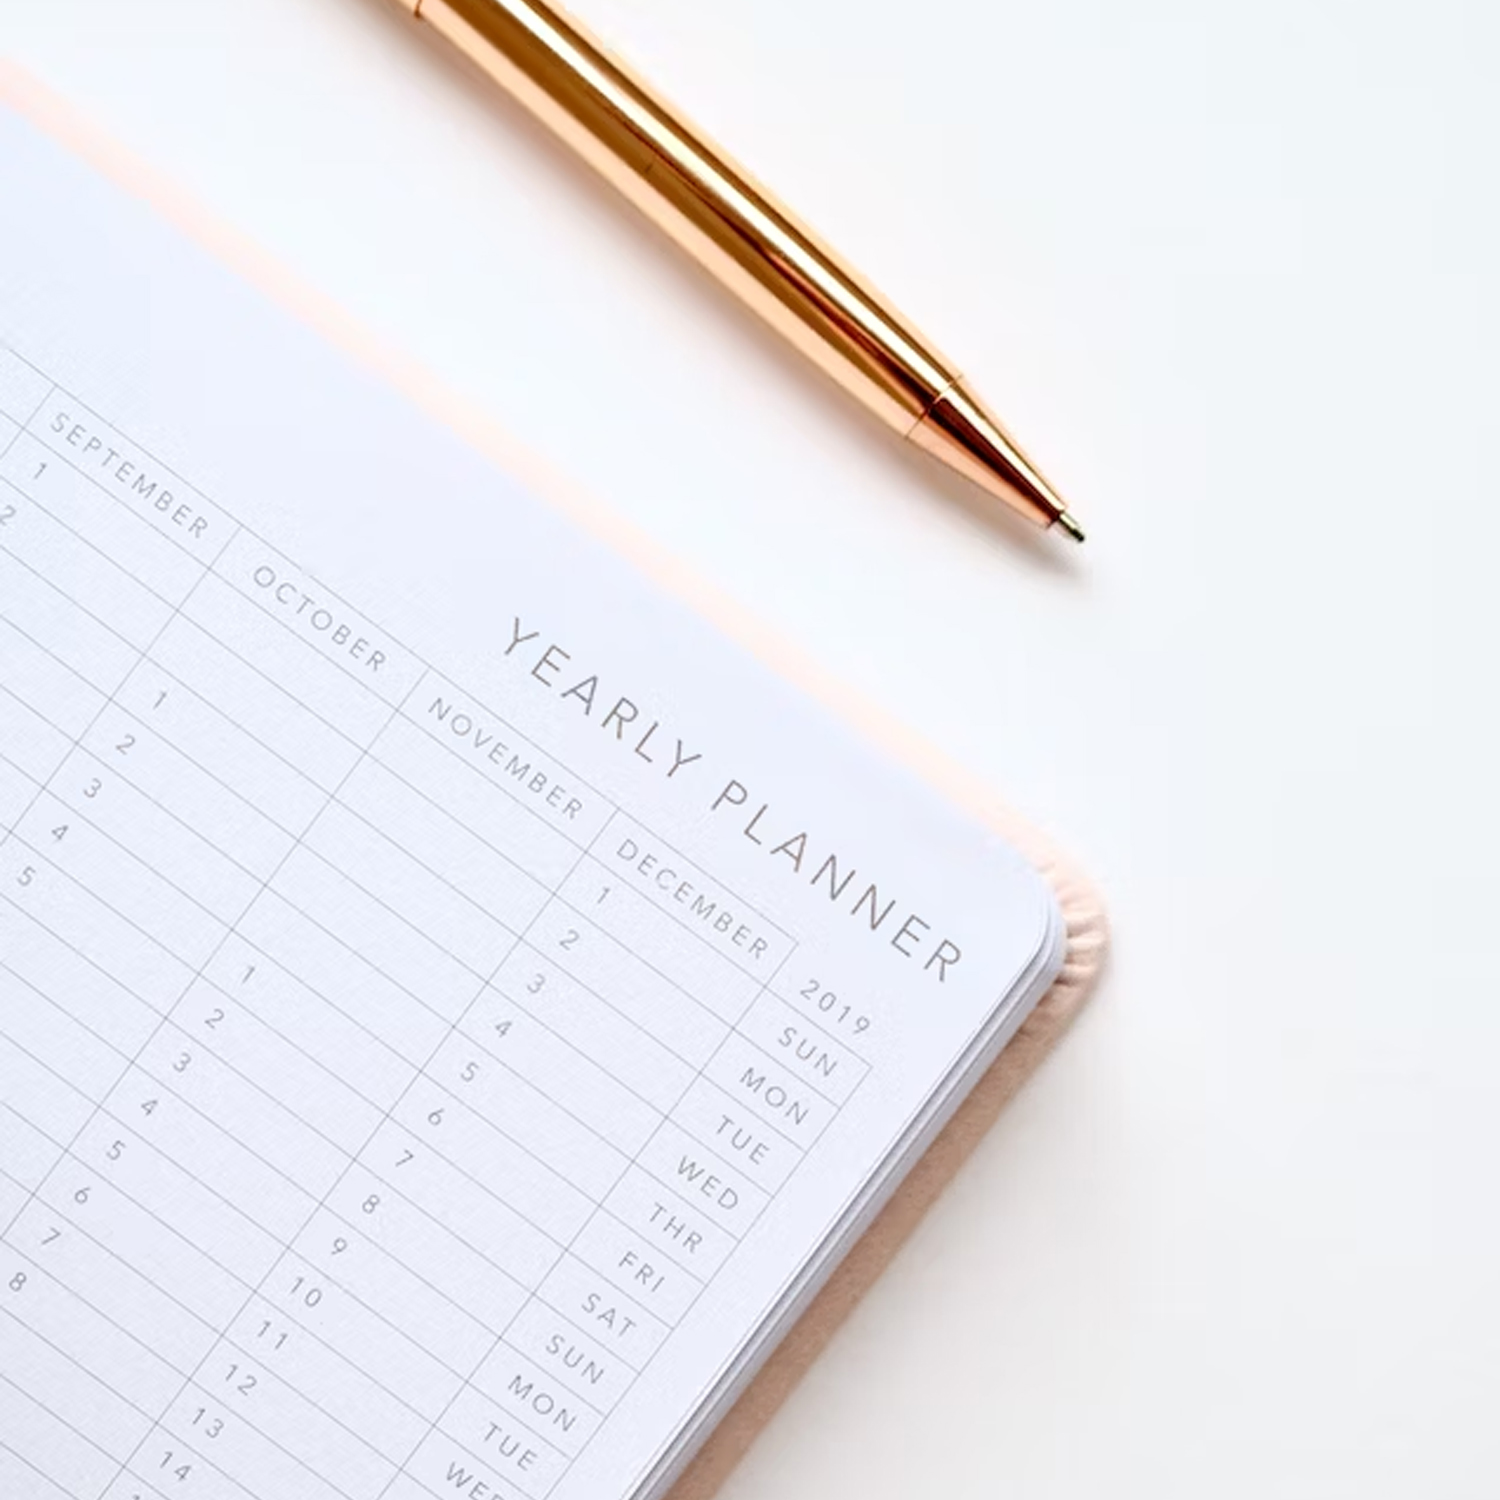 YEARLY PLANNER
SEPTEMBER OCTOBER NOVEMBER DECEMBER 2019
1 1 SUN
2 2 MON
1 3 TUE
2 4 WED
3 5 THR
4 1 6 FRI
5 2 7 SAT
3 8 SUN
4 9 MON
5 10 TUE
6 11 WED
7 12
8 13
14